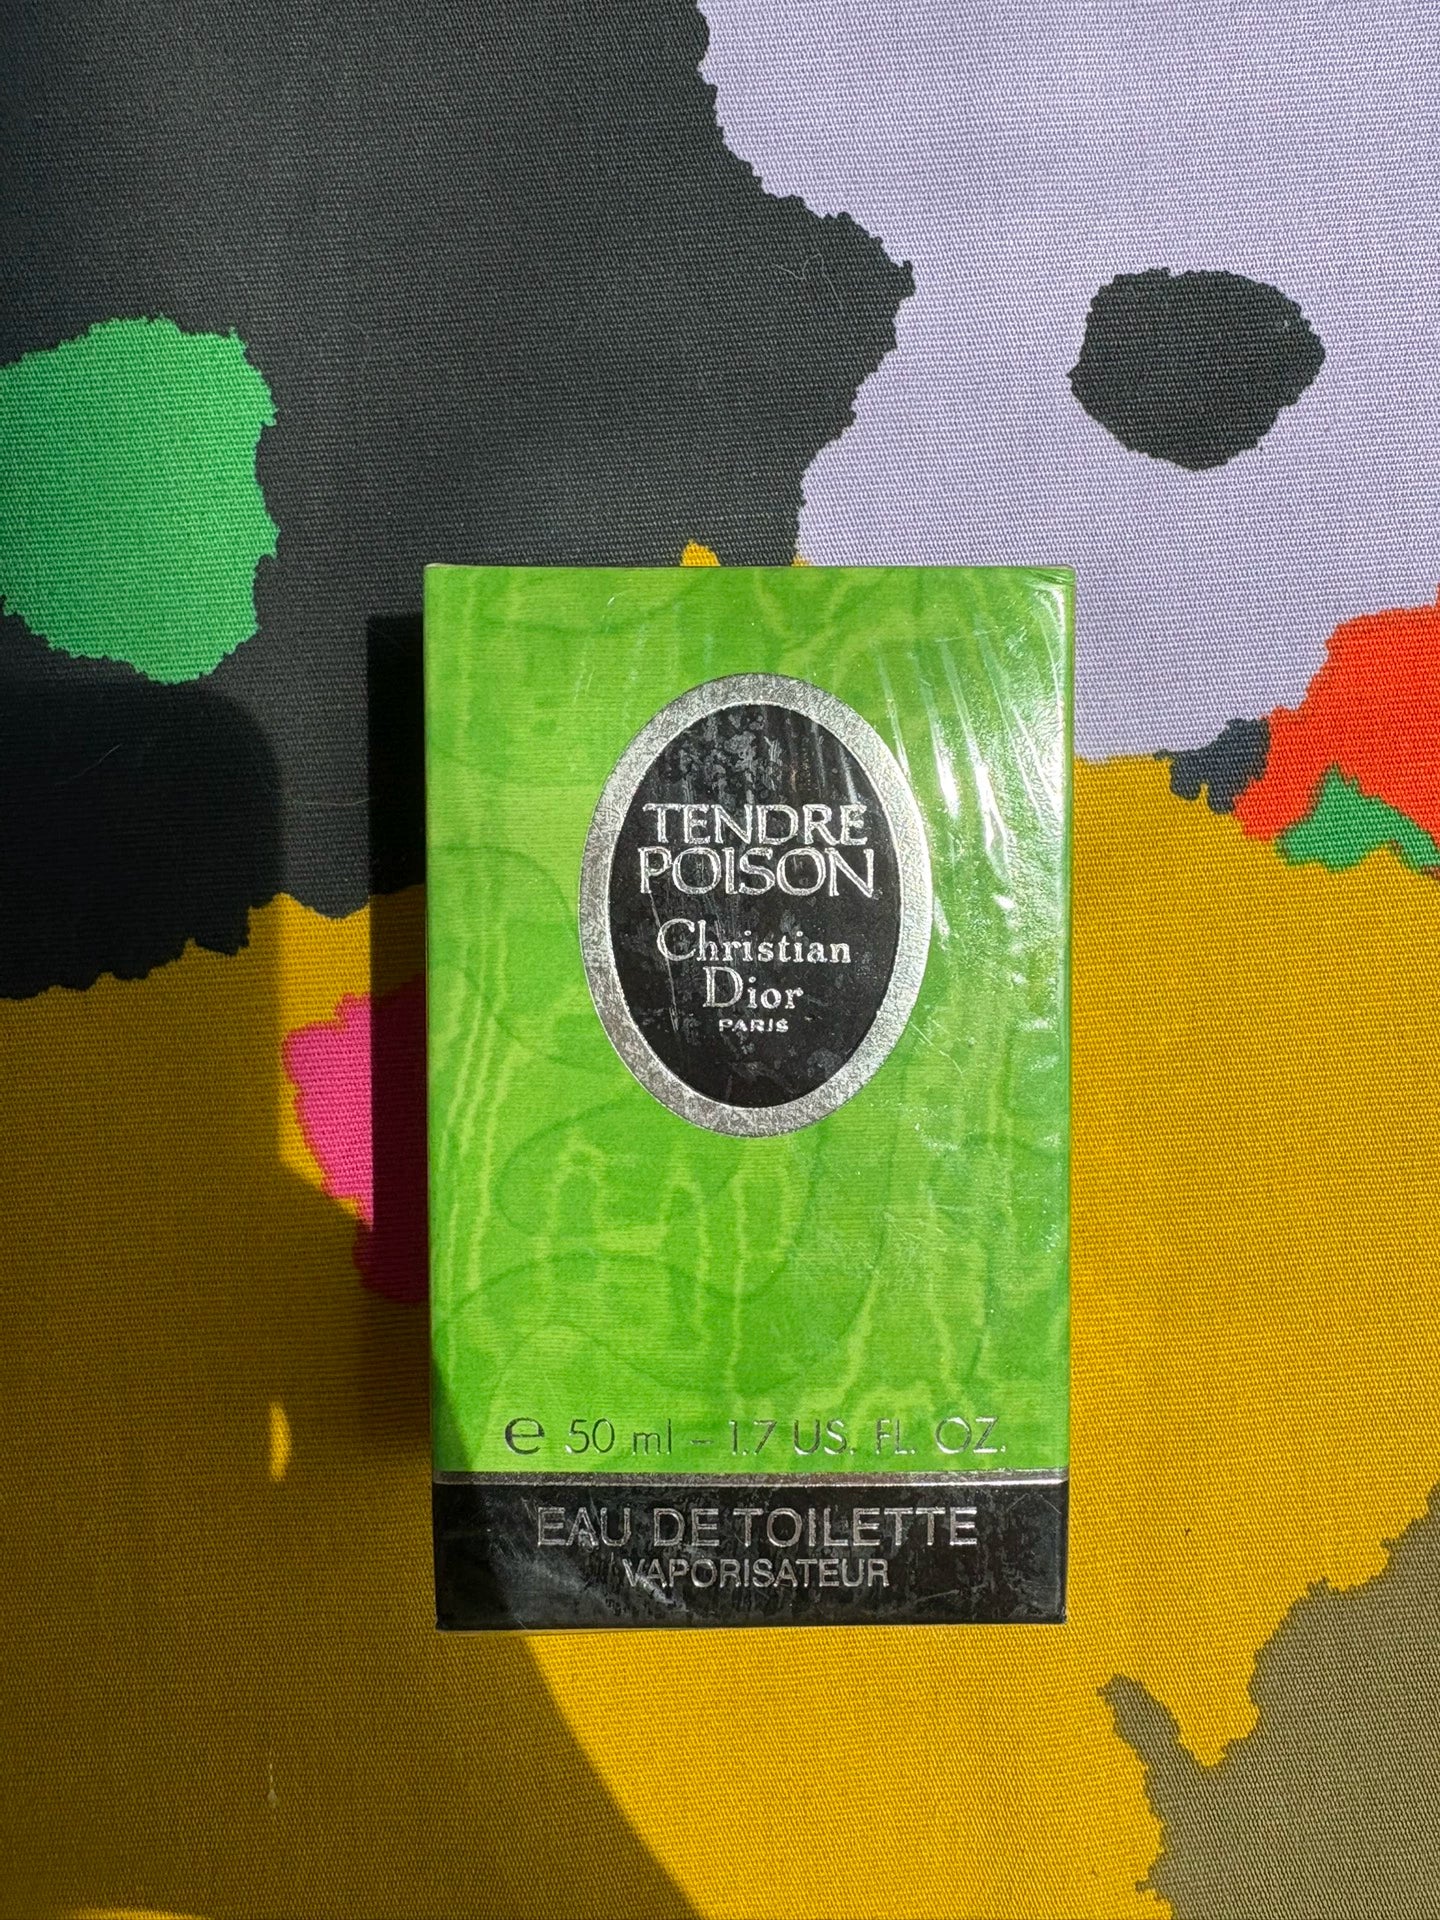 TENDRE
POISON
Christian
Dior
PARIS
e 50 ml – 1.7 US. FL. OZ.
EAU DE TOILETTE
VAPORISATEUR